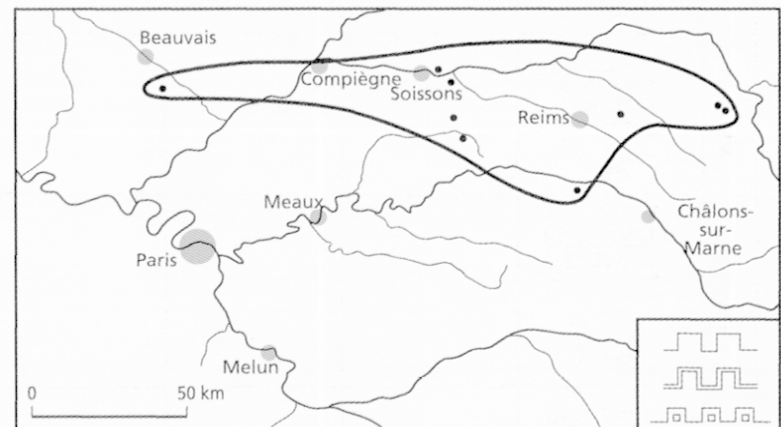 Beauvais
Compiègne
Soissons
Reims
Meaux
Châlons-
sur-
Marne
Paris
Melun
0 50 km